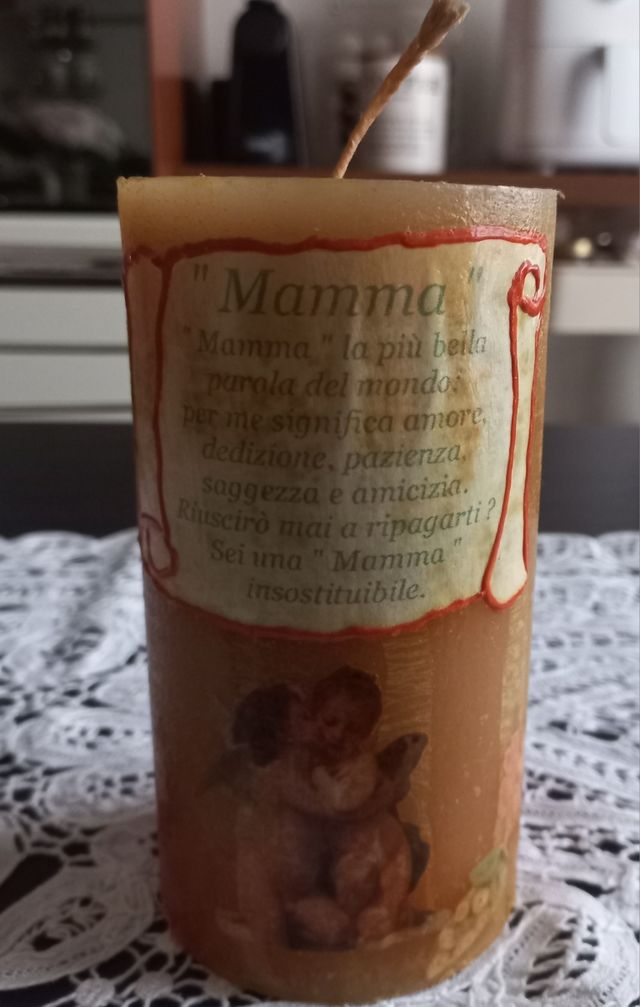 " Mamma "
" Mamma " la più bella
parola del mondo:
per me significa amore,
dedizione, pazienza,
saggezza e amicizia.
Riuscirò mai a ripagarti ?
Sei una " Mamma "
insostituibile.